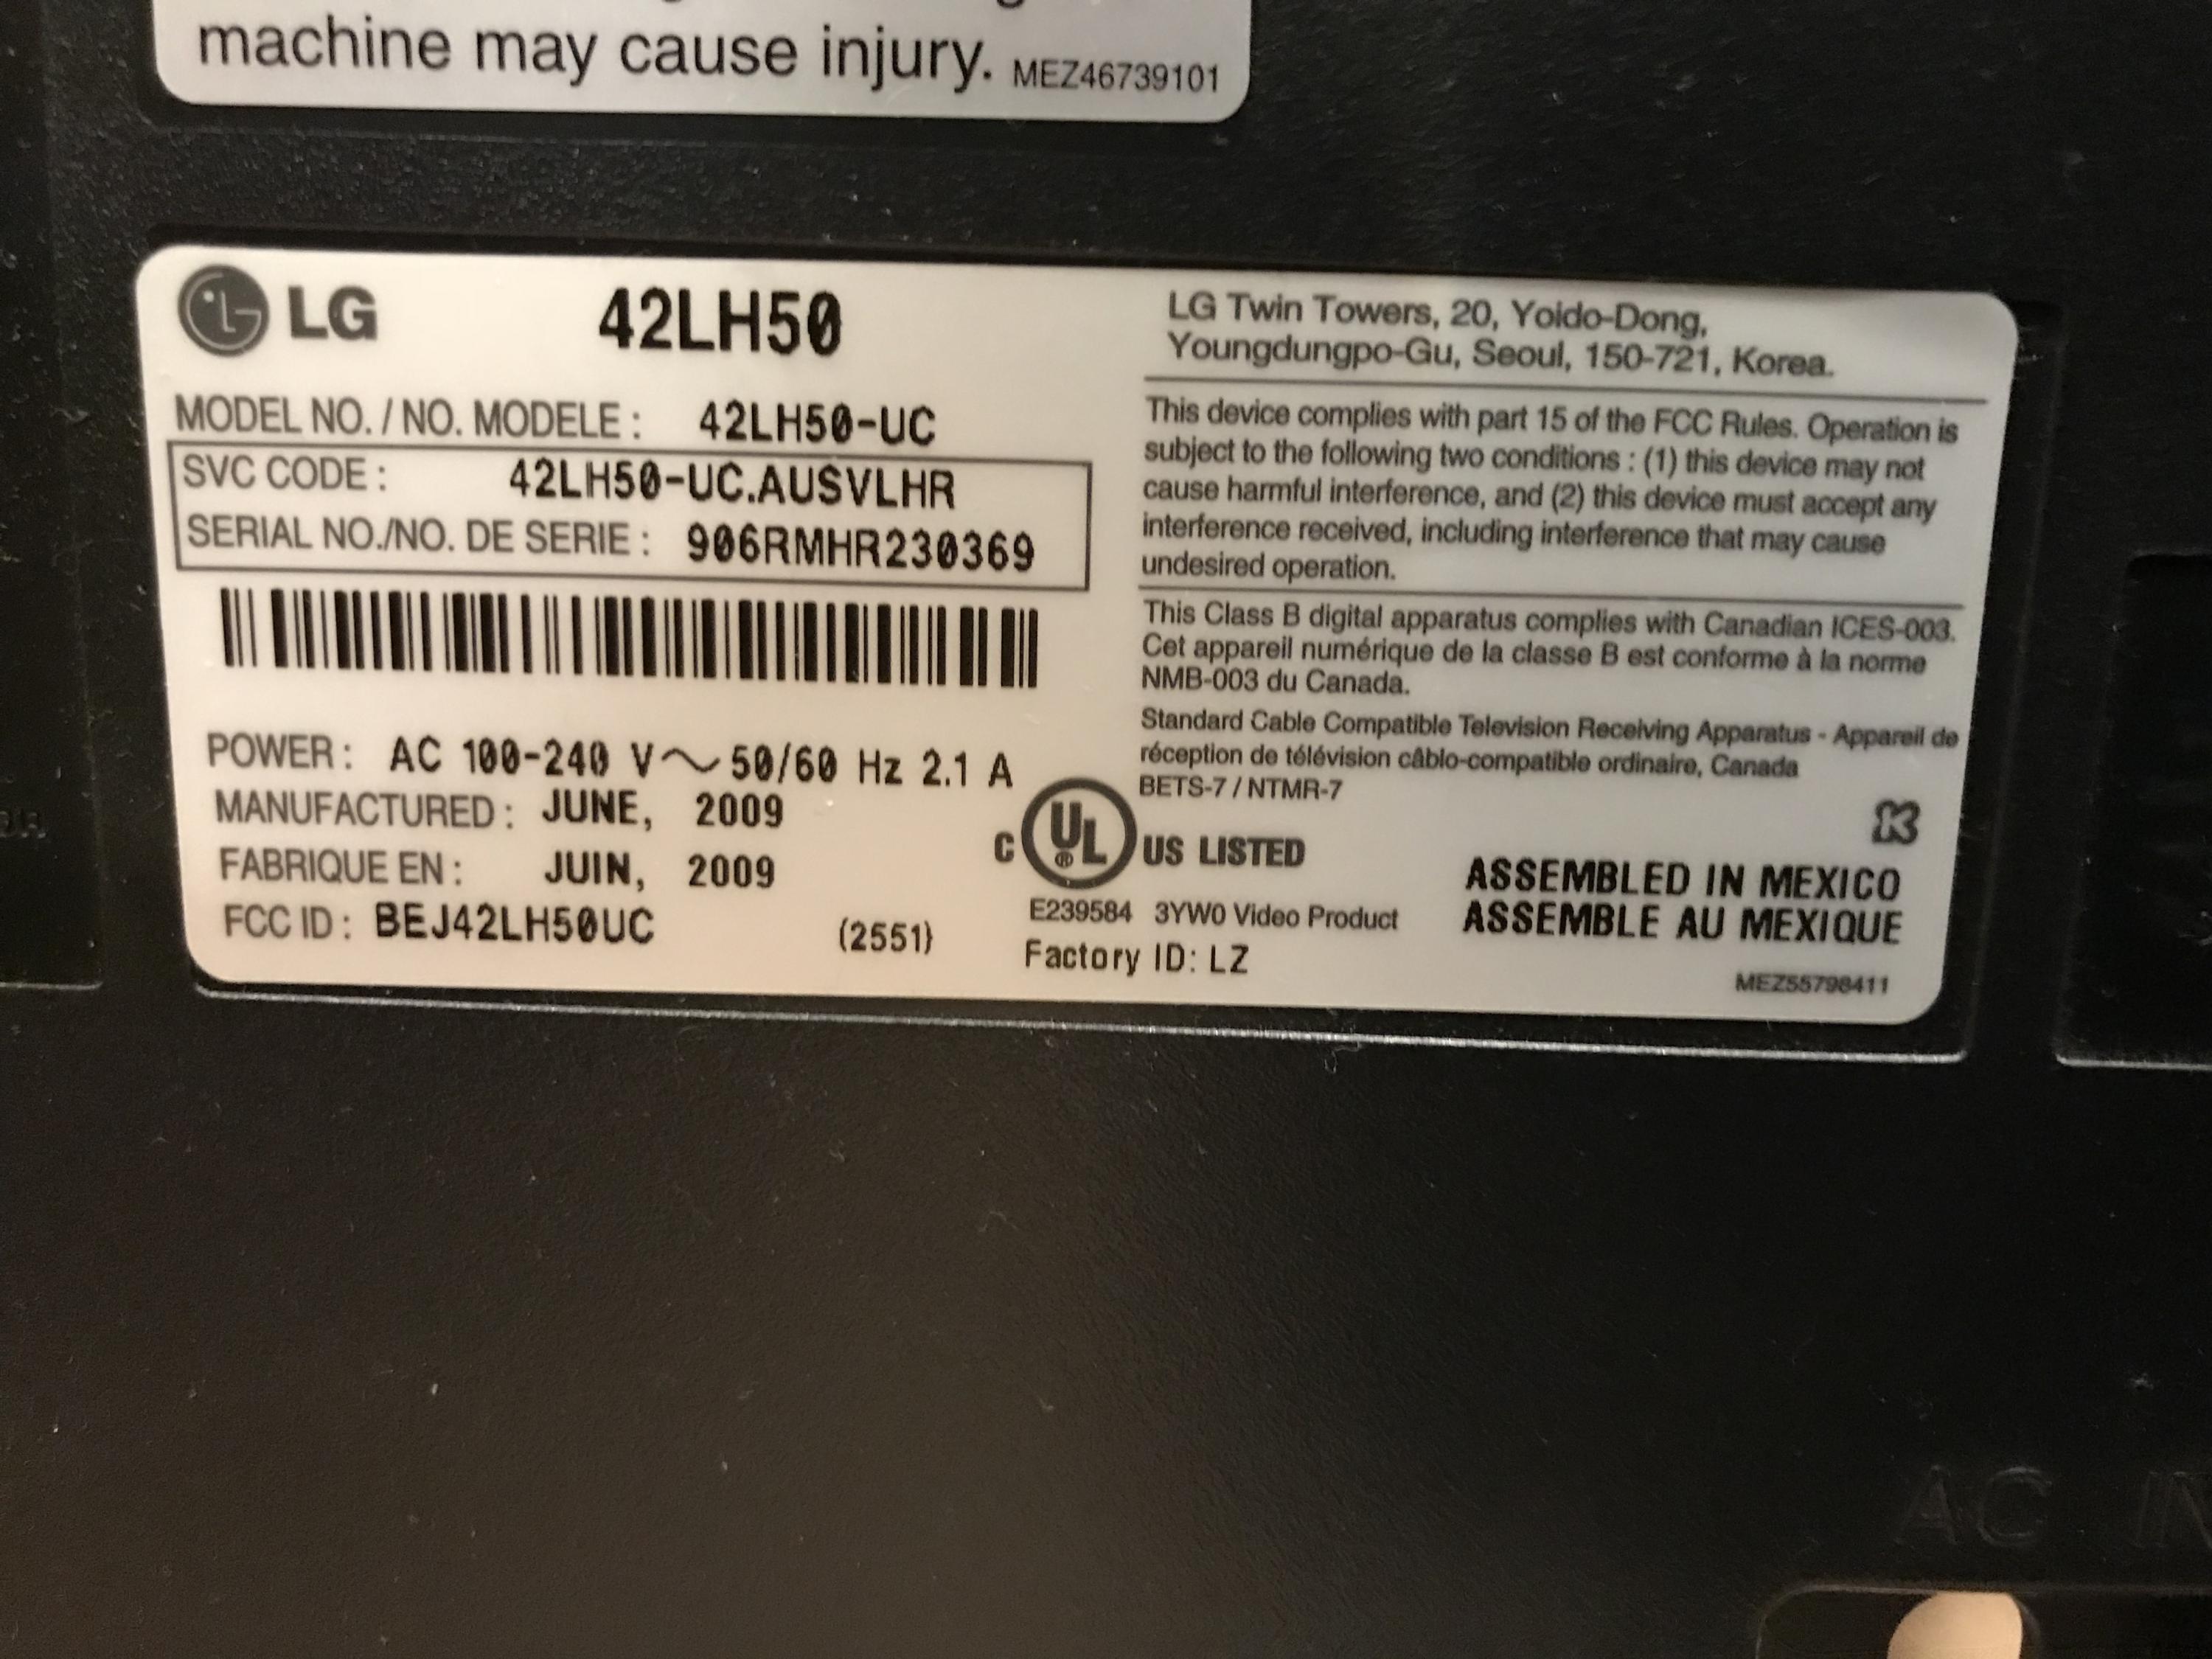 machine may cause injury. MEZ46739101
LG 42LH50
MODEL NO. / NO. MODELE : 42LH50-UC
SVC CODE : 42LH50-UC.AUSVLHR
SERIAL NO./NO. DE SERIE : 906RMHR230369
POWER : AC 100-240 V~50/60 Hz 2.1 A
MANUFACTURED : JUNE, 2009
FABRIQUE EN : JUIN, 2009
FCC ID : BEJ42LH50UC (2551)
LG Twin Towers, 20, Yoido-Dong,
Youngdungpo-Gu, Seoul, 150-721, Korea.
This device complies with part 15 of the FCC Rules. Operation is
subject to the following two conditions : (1) this device may not
cause harmful interference, and (2) this device must accept any
interference received, including interference that may cause
undesired operation.
This Class B digital apparatus complies with Canadian ICES-003.
Cet appareil numérique de la classe B est conforme à la norme
NMB-003 du Canada.
Standard Cable Compatible Television Receiving Apparatus - Appareil de
réception de télévision câblo-compatible ordinaire, Canada
BETS-7 / NTMR-7
C UL ® US LISTED
E239584 3YW0 Video Product
Factory ID: LZ
ASSEMBLED IN MEXICO
ASSEMBLE AU MEXIQUE
MEZ55798411
AC IN